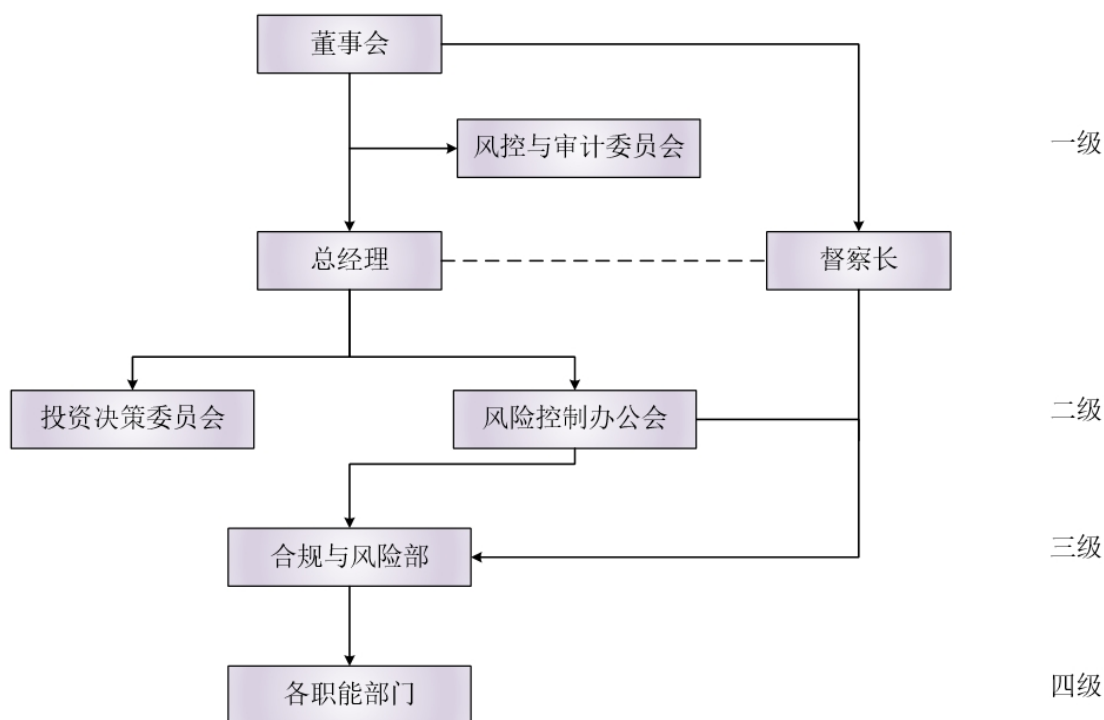 董事会
风控与审计委员会
一级
总经理
督察长
投资决策委员会
风险控制办公会
二级
合规与风险部
三级
各职能部门
四级